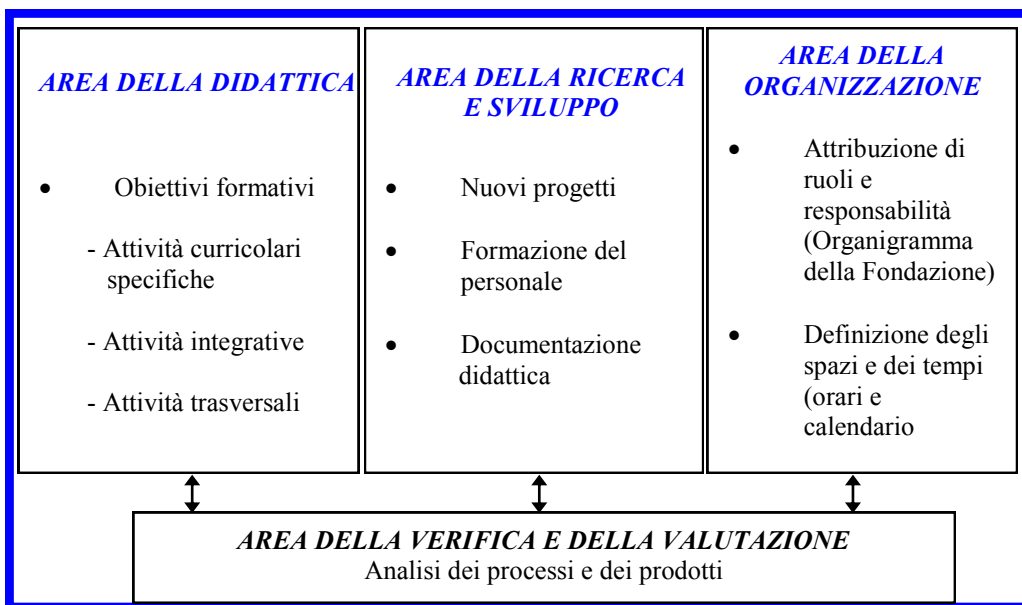 AREA DELLA DIDATTICA
• Obiettivi formativi
- Attività curricolari
specifiche
- Attività integrative
- Attività trasversali
AREA DELLA RICERCA
E SVILUPPO
• Nuovi progetti
• Formazione del
personale
• Documentazione
didattica
AREA DELLA
ORGANIZZAZIONE
• Attribuzione di
ruoli e
responsabilità
(Organigramma
della Fondazione)
• Definizione degli
spazi e dei tempi
(orari e
calendario
AREA DELLA VERIFICA E DELLA VALUTAZIONE
Analisi dei processi e dei prodotti